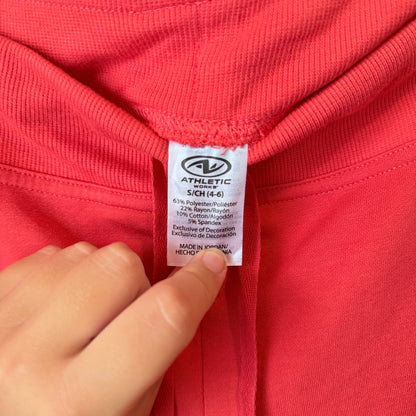 ATHLETIC
WORKS®
S/CH (4-6)
63% Polyester/Poliéster
22% Rayon/Rayón
10% Cotton/Algodón
5% Spandex
Exclusive of Decoration
Exclusivo de Decoración
MADE IN JORDAN/
HECHO